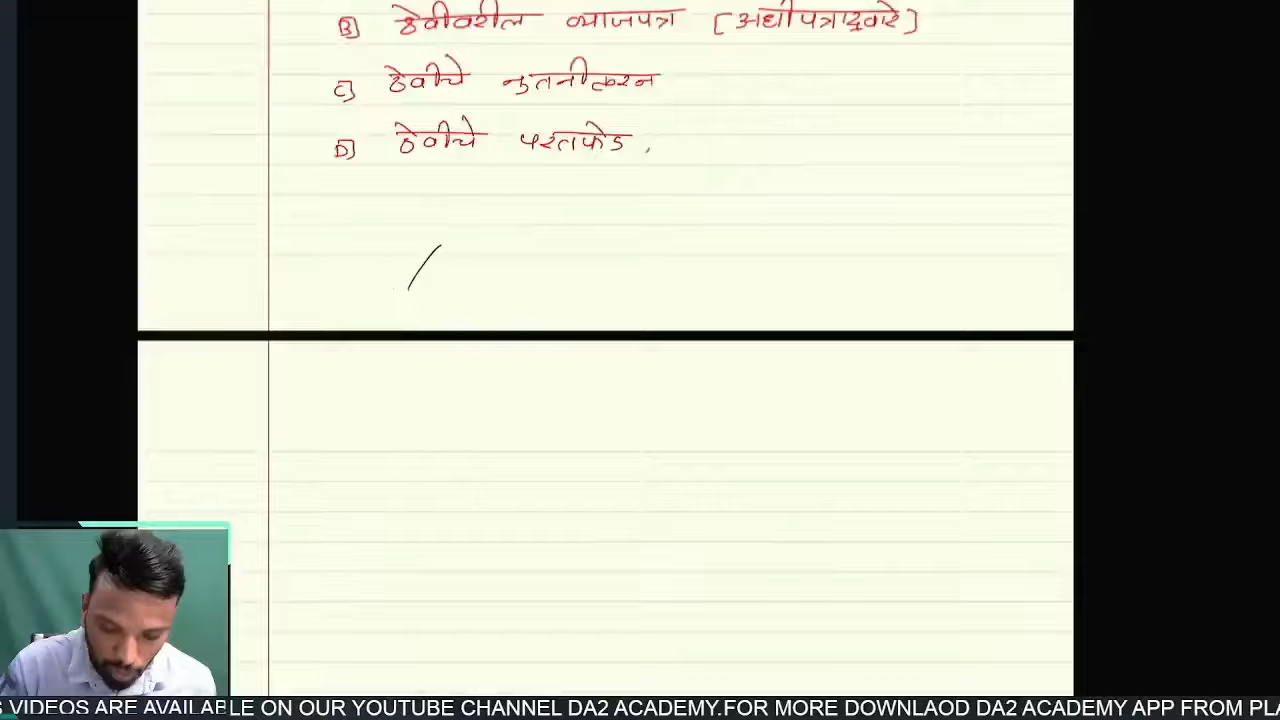 B] ठेवीवरील व्याजपत्र [अधीपत्राद्वारे]
C] ठेवीचे नुतनीकरन
D] ठेवीचे परतफेड.
S VIDEOS ARE AVAILABLE ON OUR YOUTUBE CHANNEL DA2 ACADEMY.FOR MORE DOWNLAOD DA2 ACADEMY APP FROM PLA